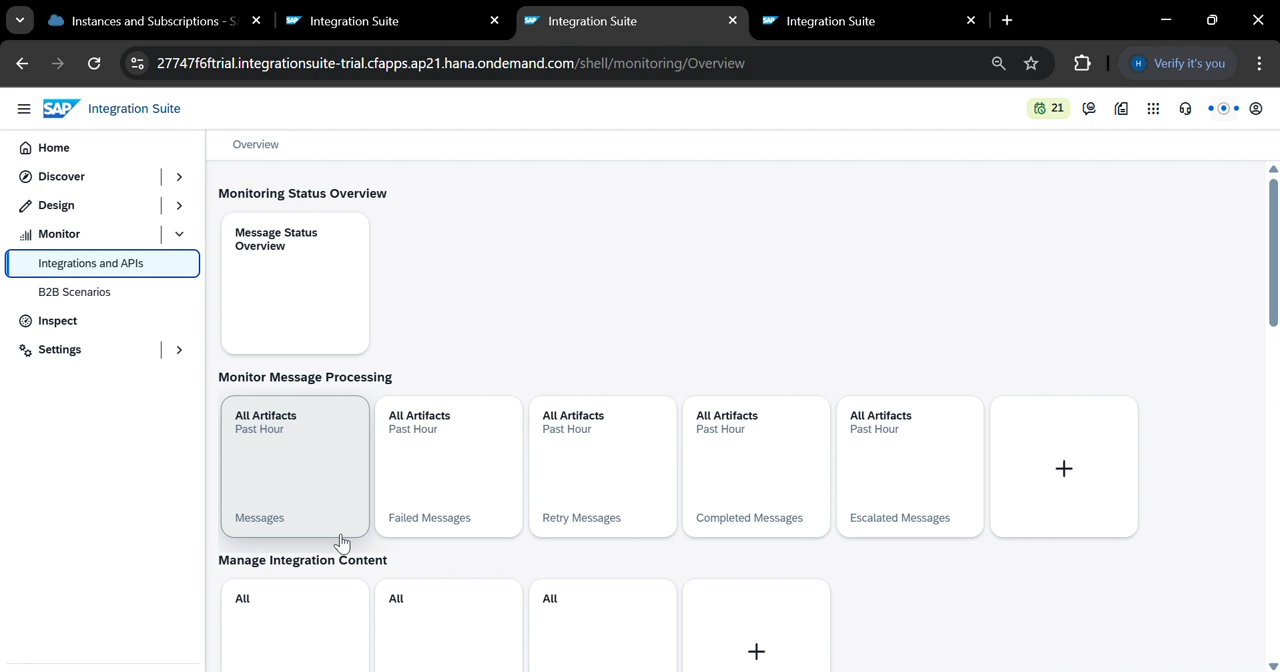 Instances and Subscriptions - S
Integration Suite
Integration Suite
Integration Suite
27747f6ftrial.integrationsuite-trial.cfapps.ap21.hana.ondemand.com/shell/monitoring/Overview
H
Verify it's you
SAP
Integration Suite
21
Home
Discover
Design
Monitor
Integrations and APIs
B2B Scenarios
Inspect
Settings
Overview
Monitoring Status Overview
Message Status
Overview
Monitor Message Processing
All Artifacts
Past Hour
Messages
All Artifacts
Past Hour
Failed Messages
All Artifacts
Past Hour
Retry Messages
All Artifacts
Past Hour
Completed Messages
All Artifacts
Past Hour
Escalated Messages
Manage Integration Content
All
All
All